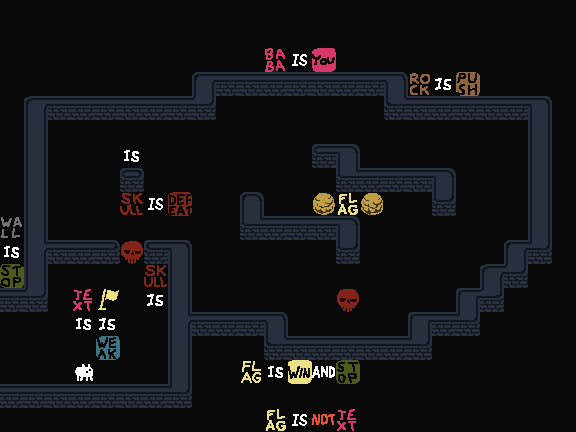 BABA IS YOU
ROCK IS PUSH
IS
SKULL IS DEFEAT
FLAG
WALL
IS
STOP
SKULL
IS
TEXT
IS IS
WEAK
FLAG IS WIN AND STOP
FLAG IS NOT TEXT